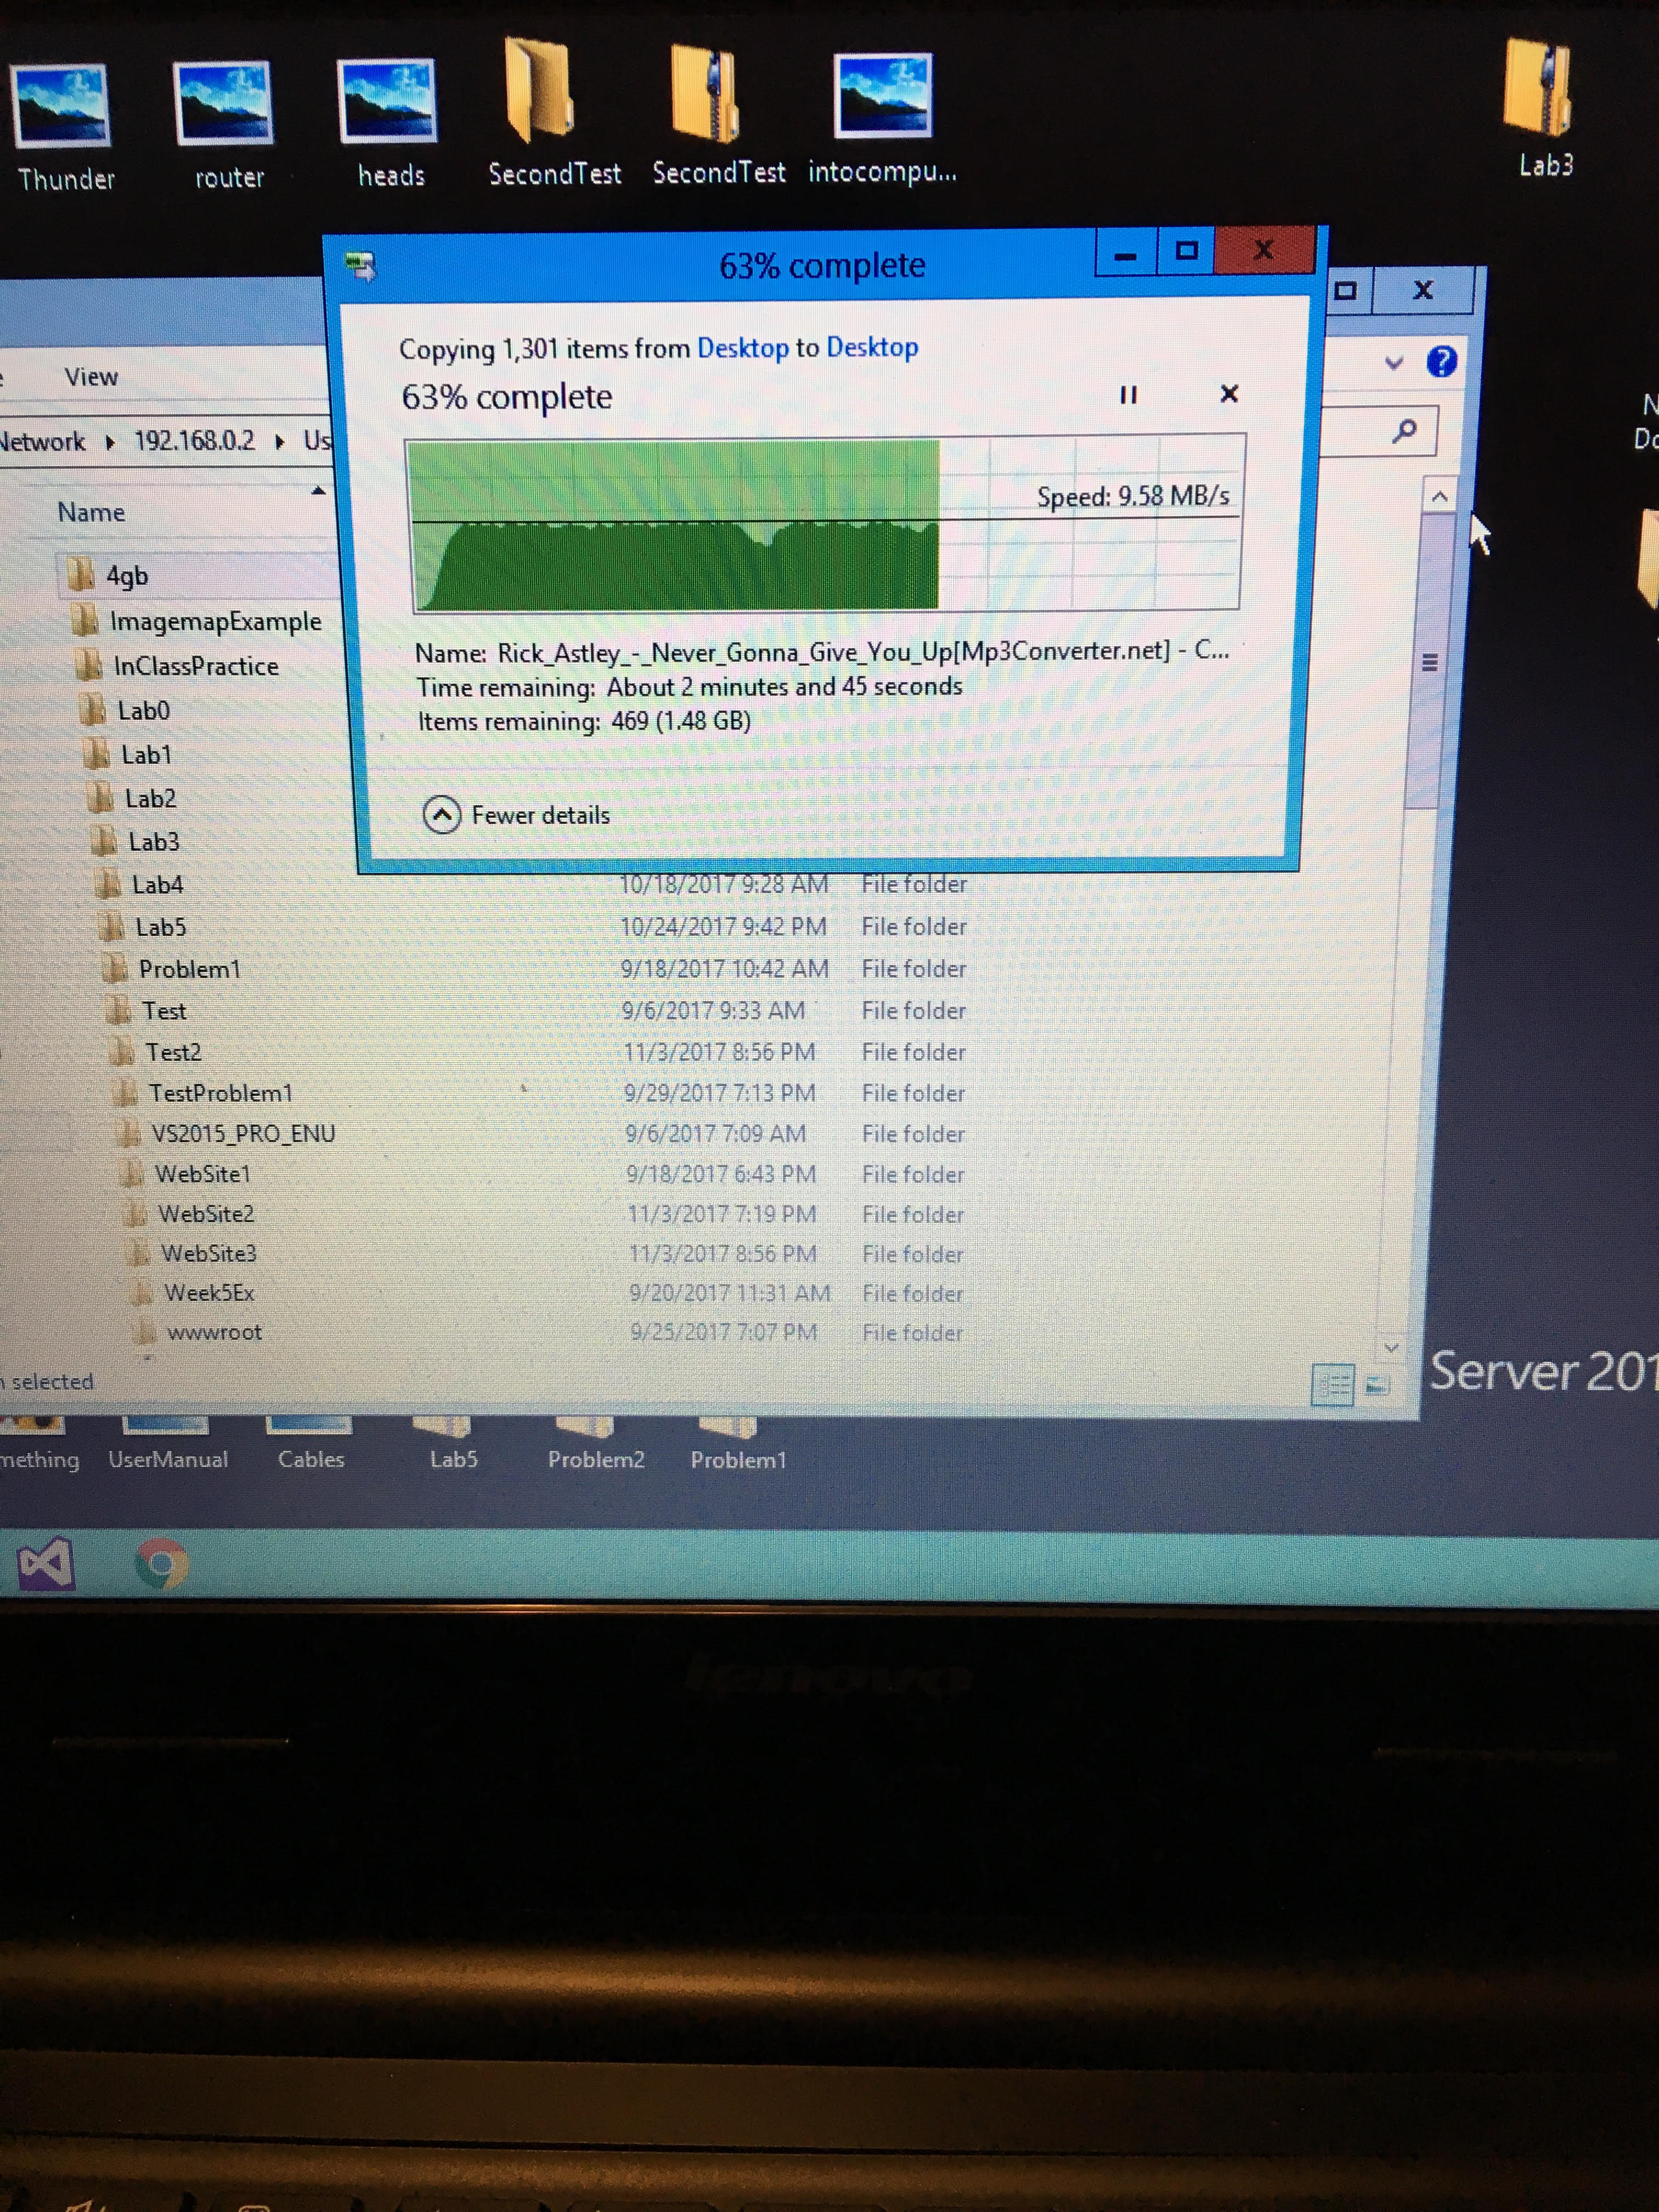 Thunder
router
heads
SecondTest
SecondTest
intocompu...
Lab3
63% complete
Copying 1,301 items from Desktop to Desktop
63% complete
Speed: 9.58 MB/s
Name: Rick_Astley_-_Never_Gonna_Give_You_Up[Mp3Converter.net] - C...
Time remaining: About 2 minutes and 45 seconds
Items remaining: 469 (1.48 GB)
Fewer details
View
Network 192.168.0.2 Us
Name
4gb
ImagemapExample
InClassPractice
Lab0
Lab1
Lab2
Lab3
Lab4 10/18/2017 9:28 AM File folder
Lab5 10/24/2017 9:42 PM File folder
Problem1 9/18/2017 10:42 AM File folder
Test 9/6/2017 9:33 AM File folder
Test2 11/3/2017 8:56 PM File folder
TestProblem1 9/29/2017 7:13 PM File folder
VS2015_PRO_ENU 9/6/2017 7:09 AM File folder
WebSite1 9/18/2017 6:43 PM File folder
WebSite2 11/3/2017 7:19 PM File folder
WebSite3 11/3/2017 8:56 PM File folder
Week5Ex 9/20/2017 11:31 AM File folder
wwwroot 9/25/2017 7:07 PM File folder
selected
Server 201
mething
UserManual
Cables
Lab5
Problem2
Problem1
lenovo